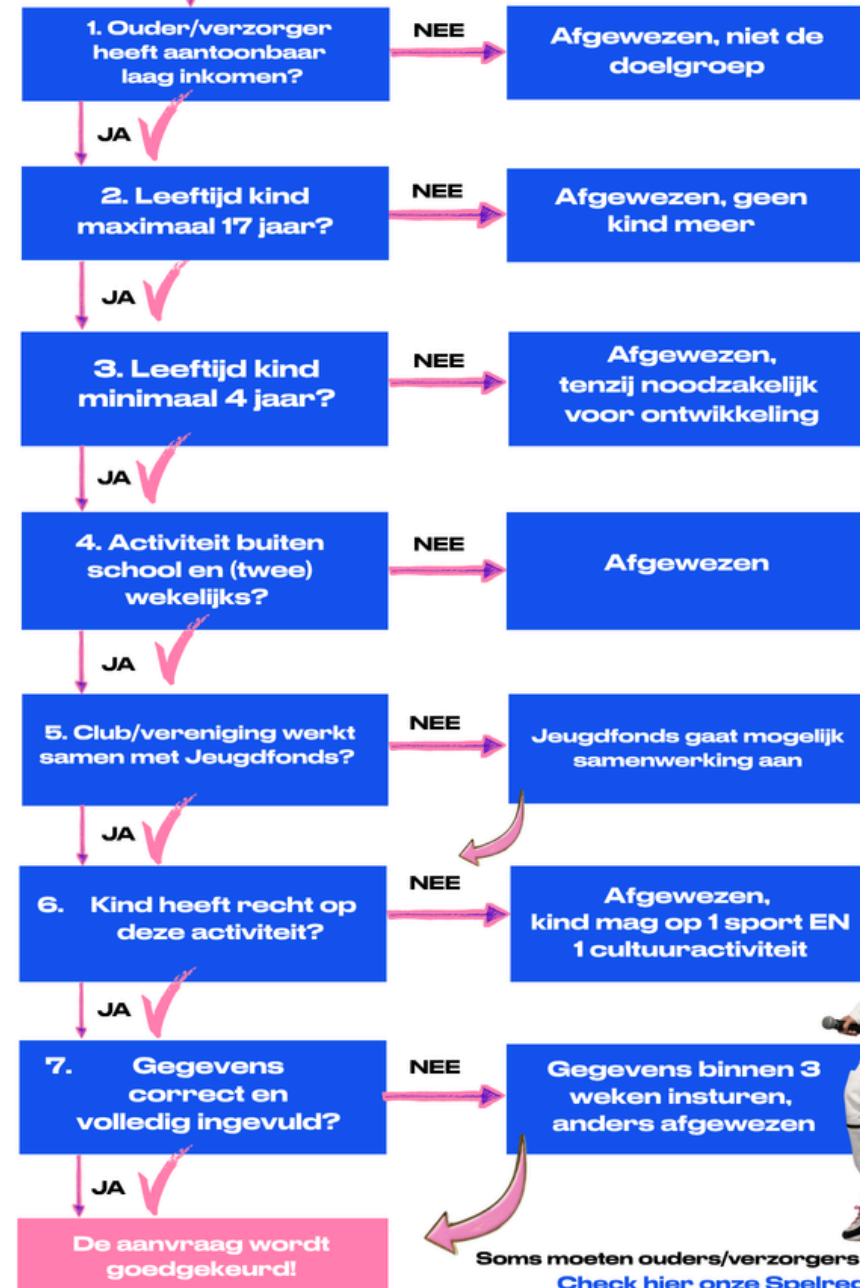 1. Ouder/verzorger
heeft aantoonbaar
laag inkomen?
NEE
Afgewezen, niet de
doelgroep
JA
2. Leeftijd kind
maximaal 17 jaar?
NEE
Afgewezen, geen
kind meer
JA
3. Leeftijd kind
minimaal 4 jaar?
NEE
Afgewezen,
tenzij noodzakelijk
voor ontwikkeling
JA
4. Activiteit buiten
school en (twee)
wekelijks?
NEE
Afgewezen
JA
5. Club/vereniging werkt
samen met Jeugdfonds?
NEE
Jeugdfonds gaat mogelijk
samenwerking aan
JA
6. Kind heeft recht op
deze activiteit?
NEE
Afgewezen,
kind mag op 1 sport EN
1 cultuuractiviteit
JA
7. Gegevens
correct en
volledig ingevuld?
NEE
Gegevens binnen 3
weken insturen,
anders afgewezen
JA
De aanvraag wordt
goedgekeurd!
Soms moeten ouders/verzorgers
Check hier onze